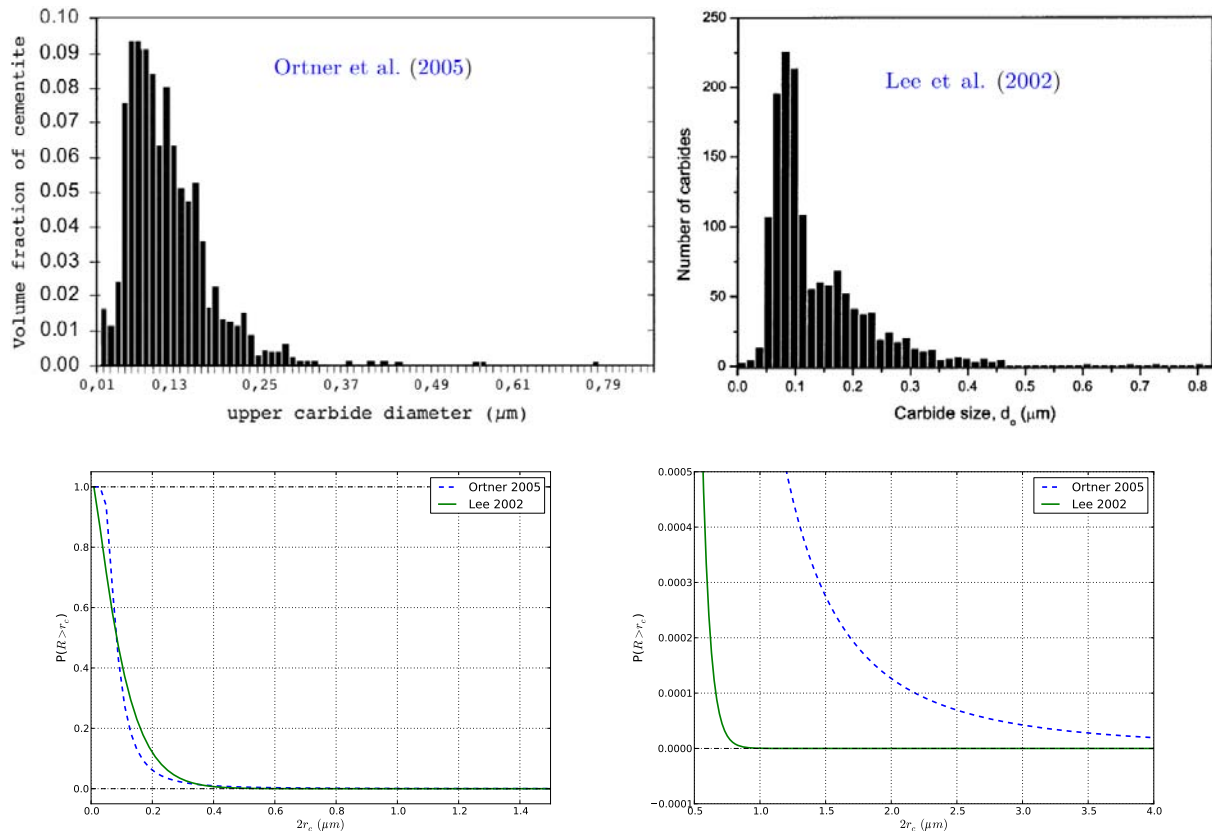 Volume fraction of cementite
0.10
0.09
0.08
0.07
0.06
0.05
0.04
0.03
0.02
0.01
0.00
Ortner et al. (2005)
0,01 0,13 0,25 0,37 0,49 0,61 0,79
upper carbide diameter (μm)
Number of carbides
250
200
150
100
50
0
Lee et al. (2002)
0.0 0.1 0.2 0.3 0.4 0.5 0.6 0.7 0.8
Carbide size, d₀ (μm)
P(R>r_c)
1.0
0.8
0.6
0.4
0.2
0.0
Ortner 2005
Lee 2002
0.0 0.2 0.4 0.6 0.8 1.0 1.2 1.4
2r_c (μm)
P(R>r_c)
0.0005
0.0004
0.0003
0.0002
0.0001
0.0000
−0.0001
Ortner 2005
Lee 2002
0.5 1.0 1.5 2.0 2.5 3.0 3.5 4.0
2r_c (μm)